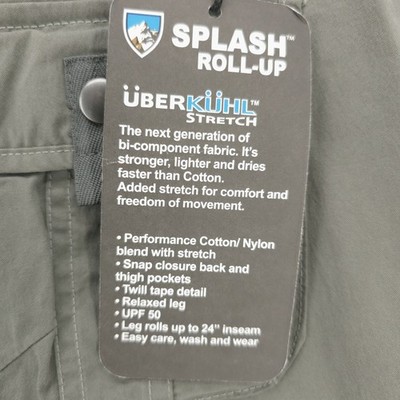 SPLASH™
ROLL-UP
ÜBERKÜHL™
STRETCH
The next generation of
bi-component fabric. It's
stronger, lighter and dries
faster than Cotton.
Added stretch for comfort and
freedom of movement.
• Performance Cotton/ Nylon
blend with stretch
• Snap closure back and
thigh pockets
• Twill tape detail
• Relaxed leg
• UPF 50
• Leg rolls up to 24" inseam
• Easy care, wash and wear